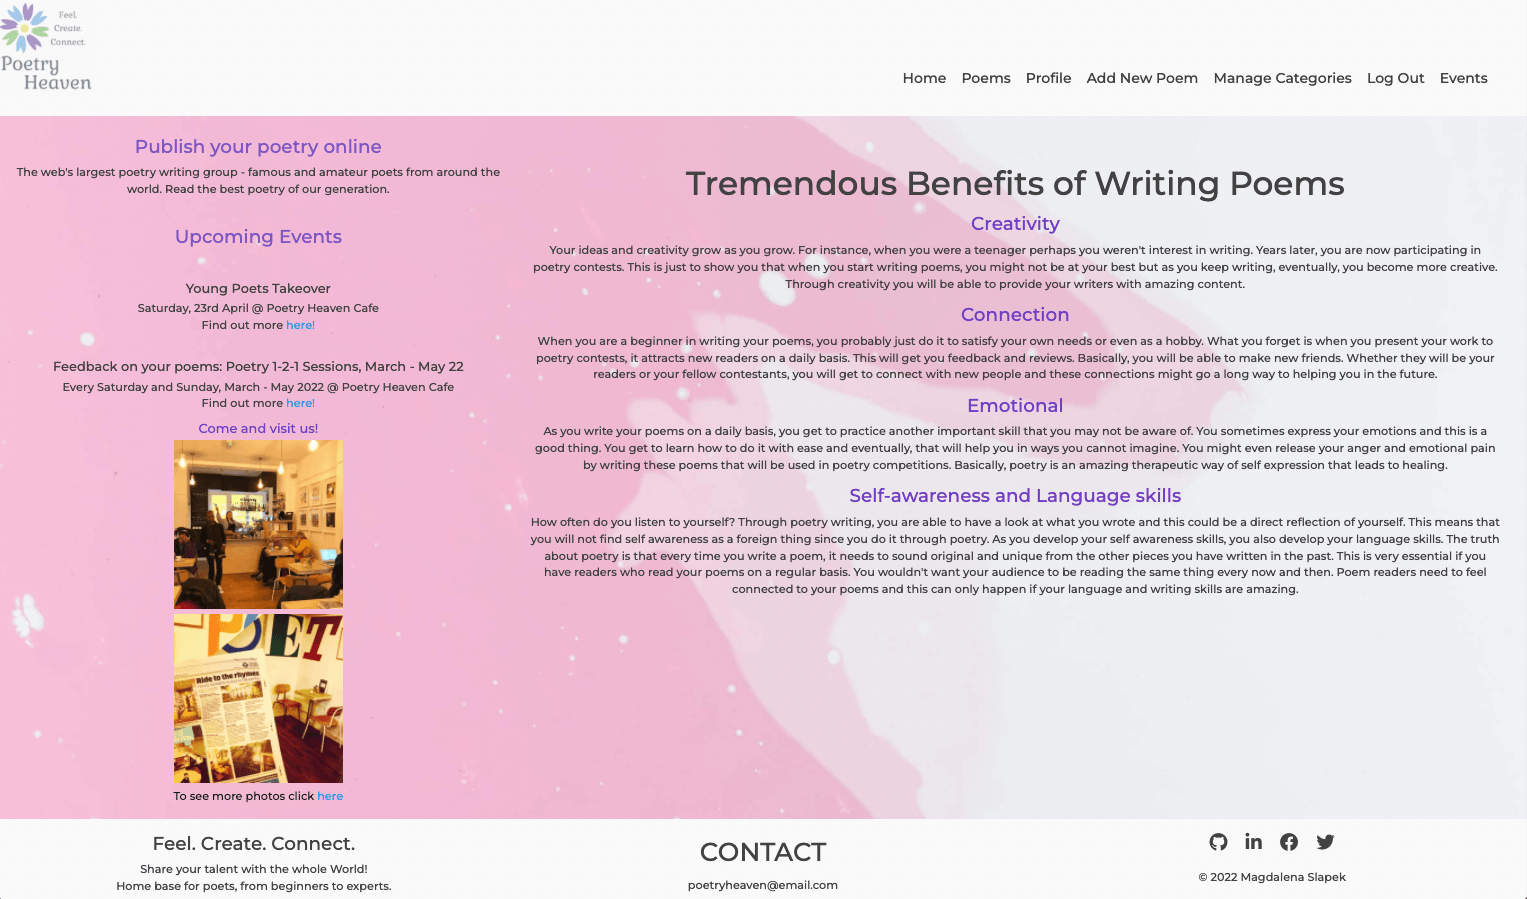 Feel.
Create.
Connect.
Poetry
Heaven
Home Poems Profile Add New Poem Manage Categories Log Out Events
Publish your poetry online
The web's largest poetry writing group - famous and amateur poets from around the
world. Read the best poetry of our generation.
Upcoming Events
Young Poets Takeover
Saturday, 23rd April @ Poetry Heaven Cafe
Find out more here!
Feedback on your poems: Poetry 1-2-1 Sessions, March - May 22
Every Saturday and Sunday, March - May 2022 @ Poetry Heaven Cafe
Find out more here!
Come and visit us!
POET
Ride to the rhymes
To see more photos click here
Tremendous Benefits of Writing Poems
Creativity
Your ideas and creativity grow as you grow. For instance, when you were a teenager perhaps you weren't interest in writing. Years later, you are now participating in
poetry contests. This is just to show you that when you start writing poems, you might not be at your best but as you keep writing, eventually, you become more creative.
Through creativity you will be able to provide your writers with amazing content.
Connection
When you are a beginner in writing your poems, you probably just do it to satisfy your own needs or even as a hobby. What you forget is when you present your work to
poetry contests, it attracts new readers on a daily basis. This will get you feedback and reviews. Basically, you will be able to make new friends. Whether they will be your
readers or your fellow contestants, you will get to connect with new people and these connections might go a long way to helping you in the future.
Emotional
As you write your poems on a daily basis, you get to practice another important skill that you may not be aware of. You sometimes express your emotions and this is a
good thing. You get to learn how to do it with ease and eventually, that will help you in ways you cannot imagine. You might even release your anger and emotional pain
by writing these poems that will be used in poetry competitions. Basically, poetry is an amazing therapeutic way of self expression that leads to healing.
Self-awareness and Language skills
How often do you listen to yourself? Through poetry writing, you are able to have a look at what you wrote and this could be a direct reflection of yourself. This means that
you will not find self awareness as a foreign thing since you do it through poetry. As you develop your self awareness skills, you also develop your language skills. The truth
about poetry is that every time you write a poem, it needs to sound original and unique from the other pieces you have written in the past. This is very essential if you
have readers who read your poems on a regular basis. You wouldn't want your audience to be reading the same thing every now and then. Poem readers need to feel
connected to your poems and this can only happen if your language and writing skills are amazing.
Feel. Create. Connect.
Share your talent with the whole World!
Home base for poets, from beginners to experts.
CONTACT
poetryheaven@email.com
© 2022 Magdalena Slapek